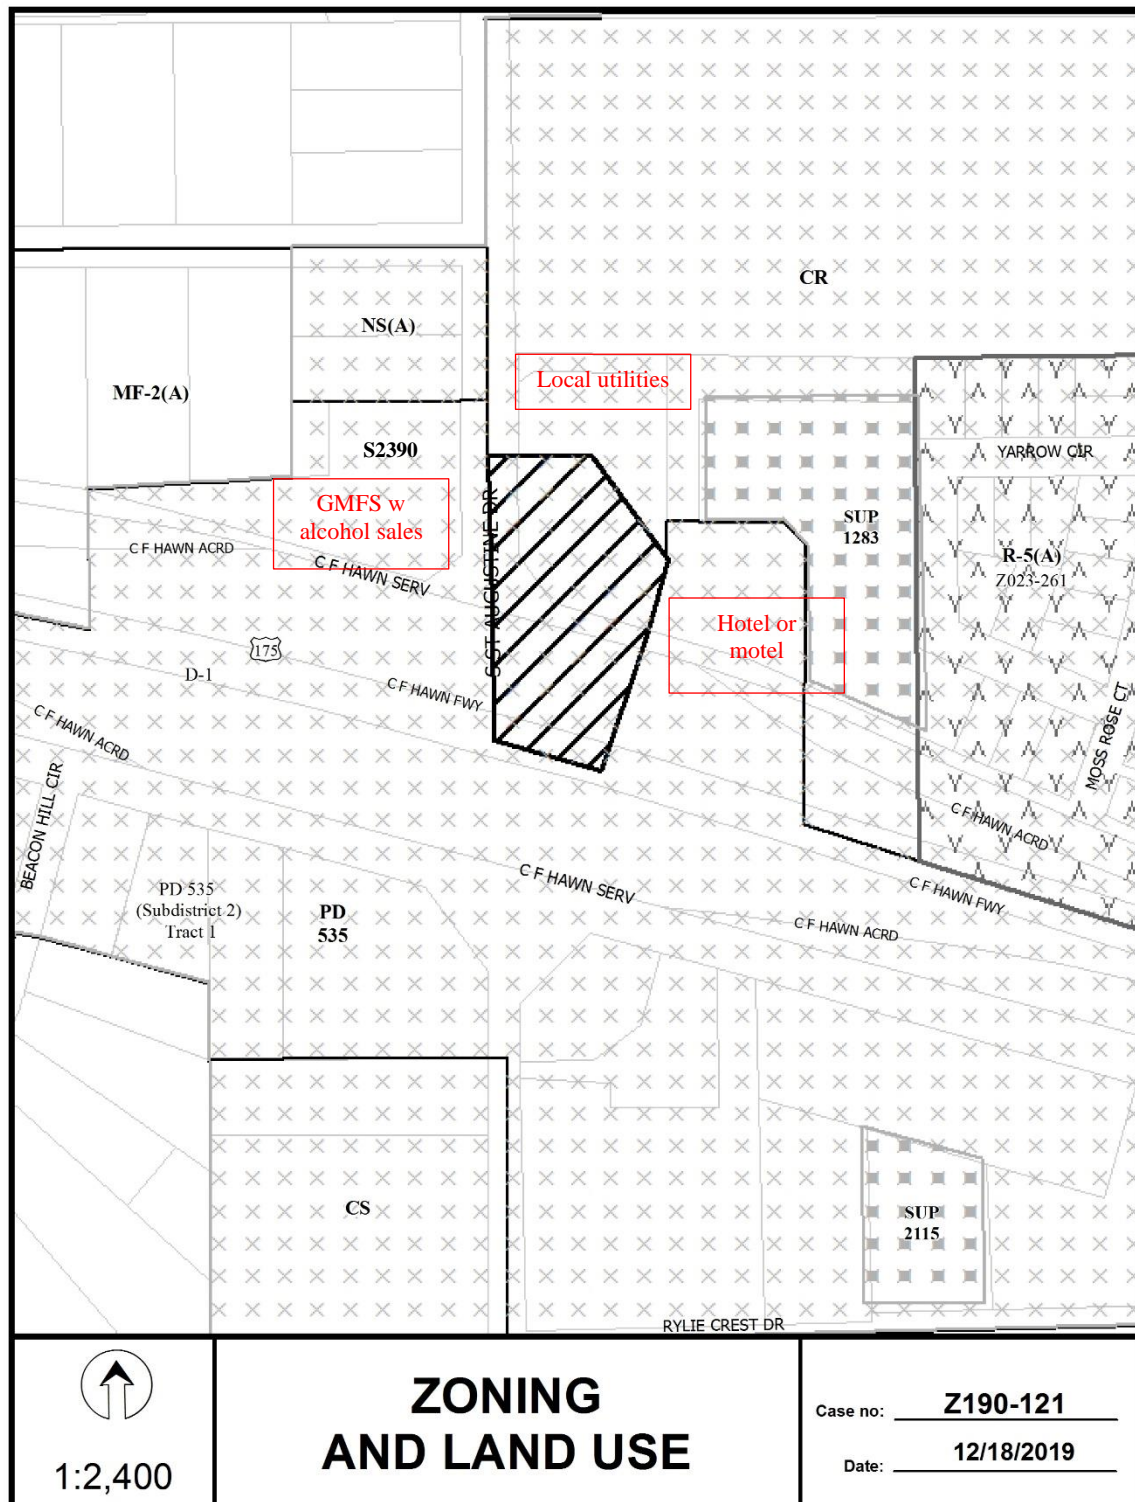 CR
NS(A)
Local utilities
MF-2(A)
S2390
YARROW CIR
GMFS w
alcohol sales
SUP
1283
R-5(A)
Z023-261
C F HAWN ACRD
C F HAWN SERV
S ST AUGUSTINE DR
Hotel or
motel
175
D-1
C F HAWN FWY
MOSS ROSE CT
C F HAWN ACRD
BEACON HILL CIR
C F HAWN ACRD
C F HAWN SERV
C F HAWN FWY
PD 535
(Subdistrict 2)
Tract 1
PD
535
C F HAWN ACRD
CS
SUP
2115
RYLIE CREST DR
1:2,400
ZONING
AND LAND USE
Case no: Z190-121
Date: 12/18/2019